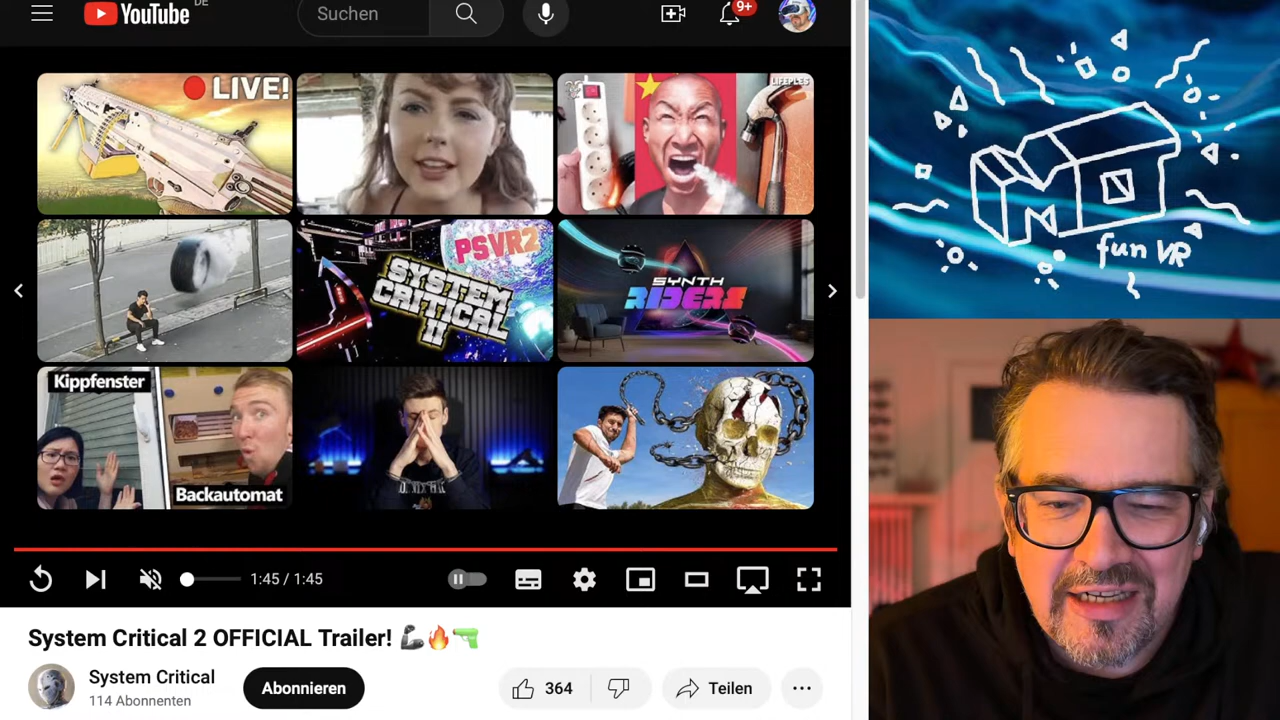 YouTube DE
Suchen
9+
LIVE!
LIFEPLES
PSVR2
SYSTEM
CRITICAL
II
SYNTH
RIDERS
Kippfenster
Backautomat
1:45 / 1:45
System Critical 2 OFFICIAL Trailer! 🦾🔥🔫
System Critical
114 Abonnenten
Abonnieren
364
Teilen
fun VR